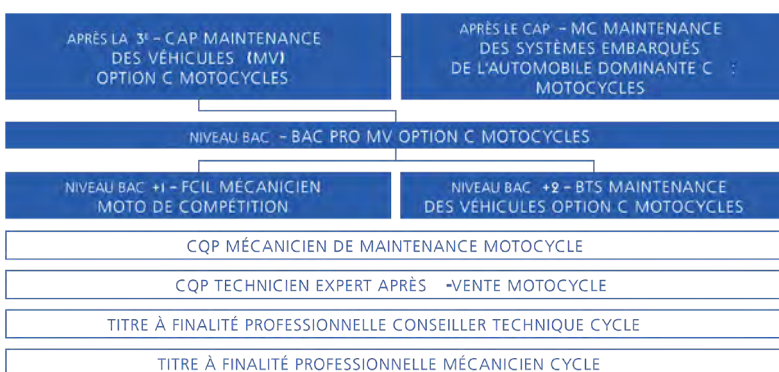 APRÈS LA 3E – CAP MAINTENANCE
DES VÉHICULES (MV)
OPTION C MOTOCYCLES
APRÈS LE CAP – MC MAINTENANCE
DES SYSTÈMES EMBARQUÉS
DE L'AUTOMOBILE DOMINANTE C :
MOTOCYCLES
NIVEAU BAC – BAC PRO MV OPTION C MOTOCYCLES
NIVEAU BAC +1 – FCIL MÉCANICIEN
MOTO DE COMPÉTITION
NIVEAU BAC +2 – BTS MAINTENANCE
DES VÉHICULES OPTION C MOTOCYCLES
CQP MÉCANICIEN DE MAINTENANCE MOTOCYCLE
CQP TECHNICIEN EXPERT APRÈS -VENTE MOTOCYCLE
TITRE À FINALITÉ PROFESSIONNELLE CONSEILLER TECHNIQUE CYCLE
TITRE À FINALITÉ PROFESSIONNELLE MÉCANICIEN CYCLE